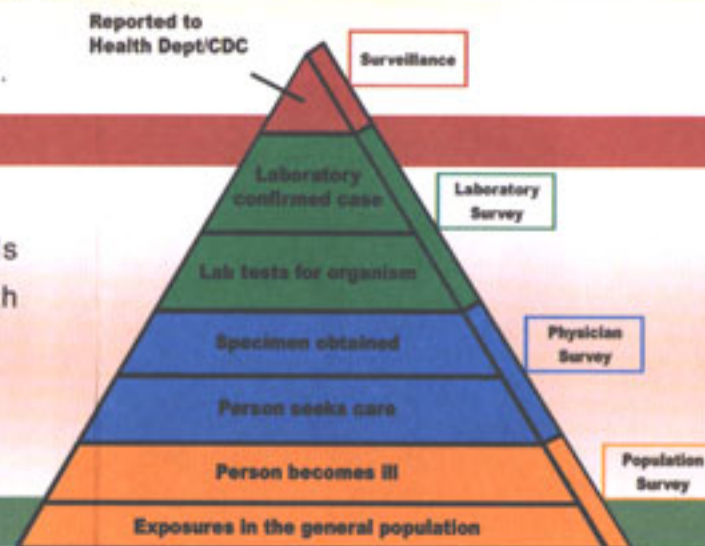 Reported to
Health Dept/CDC
Surveillance
.
Laboratory
confirmed case
Laboratory
Survey
s
h
Lab tests for organism
Specimen obtained
Physician
Survey
Person seeks care
Person becomes ill
Population
Survey
Exposures in the general population